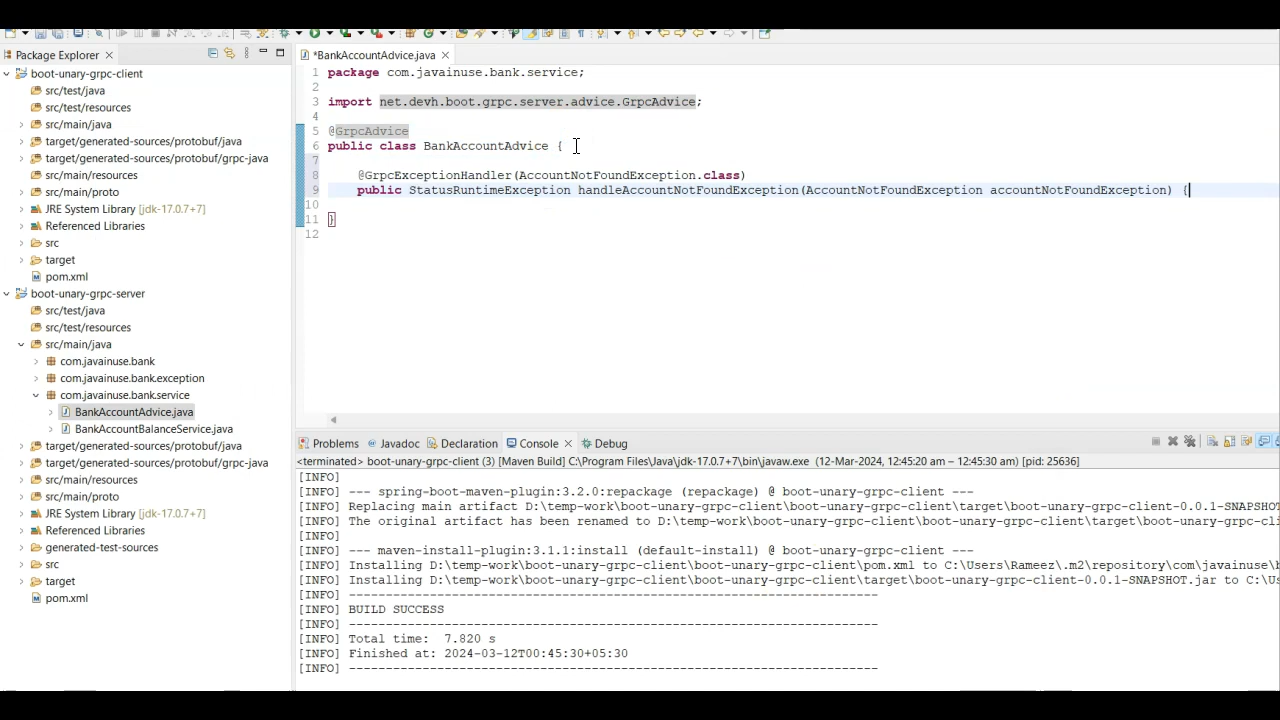 Package Explorer
boot-unary-grpc-client
src/test/java
src/test/resources
src/main/java
target/generated-sources/protobuf/java
target/generated-sources/protobuf/grpc-java
src/main/resources
src/main/proto
JRE System Library [jdk-17.0.7+7]
Referenced Libraries
src
target
pom.xml
boot-unary-grpc-server
src/test/java
src/test/resources
src/main/java
com.javainuse.bank
com.javainuse.bank.exception
com.javainuse.bank.service
BankAccountAdvice.java
BankAccountBalanceService.java
target/generated-sources/protobuf/java
target/generated-sources/protobuf/grpc-java
src/main/resources
src/main/proto
JRE System Library [jdk-17.0.7+7]
Referenced Libraries
generated-test-sources
src
target
pom.xml
*BankAccountAdvice.java
1 package com.javainuse.bank.service;
2
3 import net.devh.boot.grpc.server.advice.GrpcAdvice;
4
5 @GrpcAdvice
6 public class BankAccountAdvice {
7
8 @GrpcExceptionHandler(AccountNotFoundException.class)
9 public StatusRuntimeException handleAccountNotFoundException(AccountNotFoundException accountNotFoundException) {
10
11 }
12
Problems Javadoc Declaration Console Debug
<terminated> boot-unary-grpc-client (3) [Maven Build] C:\Program Files\Java\jdk-17.0.7+7\bin\javaw.exe (12-Mar-2024, 12:45:20 am – 12:45:30 am) [pid: 25636]
[INFO]
[INFO] --- spring-boot-maven-plugin:3.2.0:repackage (repackage) @ boot-unary-grpc-client ---
[INFO] Replacing main artifact D:\temp-work\boot-unary-grpc-client\boot-unary-grpc-client\target\boot-unary-grpc-client-0.0.1-SNAPSHOT
[INFO] The original artifact has been renamed to D:\temp-work\boot-unary-grpc-client\boot-unary-grpc-client\target\boot-unary-grpc-cli
[INFO]
[INFO] --- maven-install-plugin:3.1.1:install (default-install) @ boot-unary-grpc-client ---
[INFO] Installing D:\temp-work\boot-unary-grpc-client\boot-unary-grpc-client\pom.xml to C:\Users\Rameez\.m2\repository\com\javainuse\b
[INFO] Installing D:\temp-work\boot-unary-grpc-client\boot-unary-grpc-client\target\boot-unary-grpc-client-0.0.1-SNAPSHOT.jar to C:\Us
[INFO] ------------------------------------------------------------------------
[INFO] BUILD SUCCESS
[INFO] ------------------------------------------------------------------------
[INFO] Total time: 7.820 s
[INFO] Finished at: 2024-03-12T00:45:30+05:30
[INFO] ------------------------------------------------------------------------